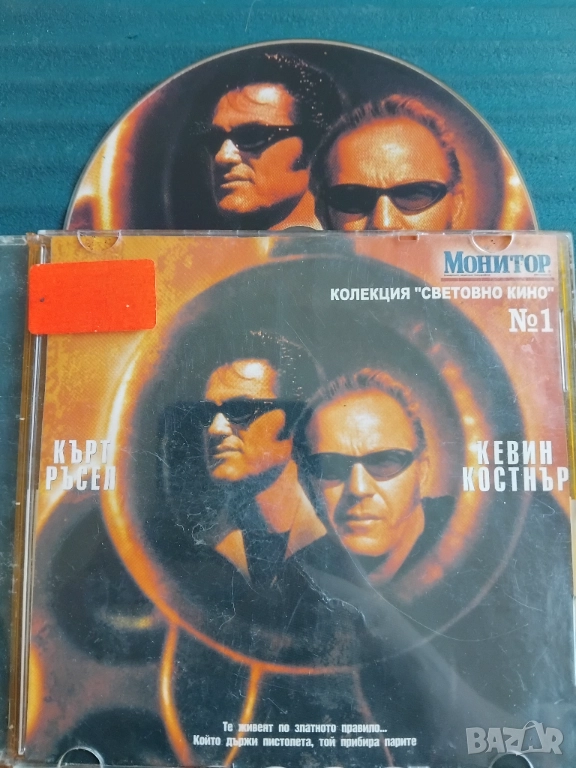 МОНИТОР
КОЛЕКЦИЯ "СВЕТОВНО КИНО"
№1
КЪРТ
РЪСЕЛ
КЕВИН
КОСТНЪР
Те живеят по златното правило...
Който държи пистолета, той прибира парите
BAZAR